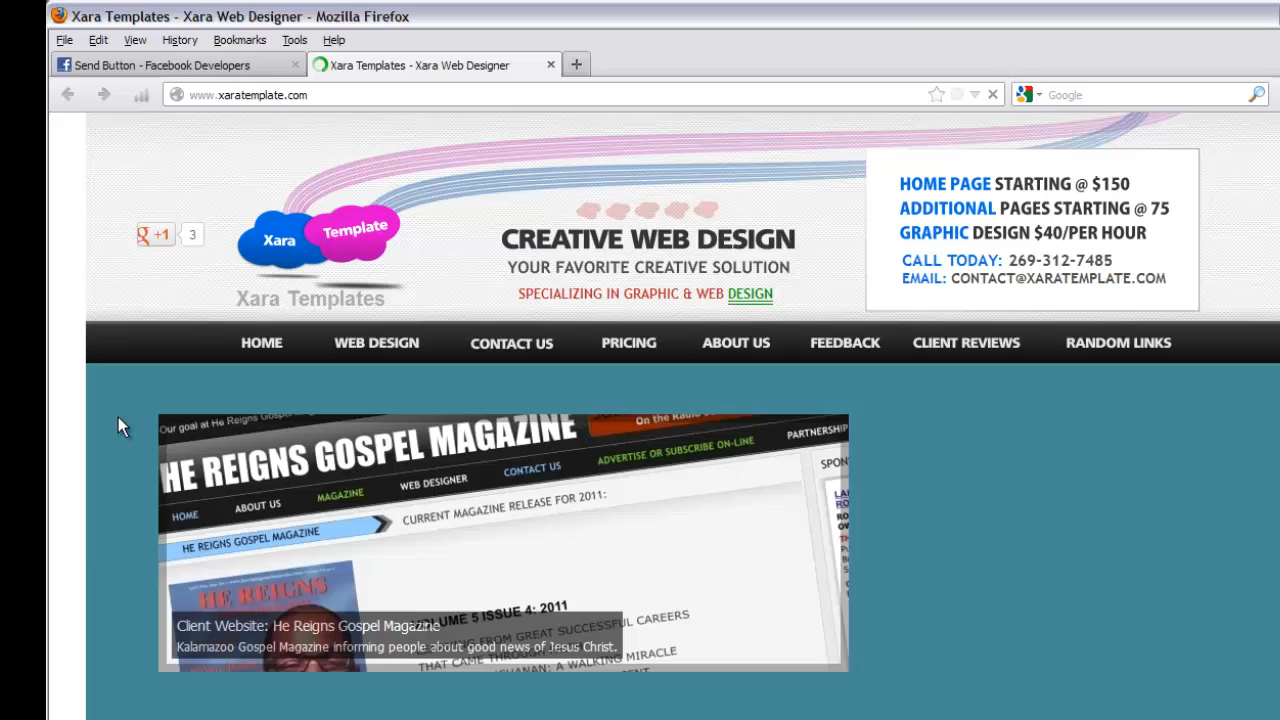 Xara Templates - Xara Web Designer - Mozilla Firefox
File Edit View History Bookmarks Tools Help
Send Button - Facebook Developers
Xara Templates - Xara Web Designer
www.xaratemplate.com
Google
+1
3
Xara
Template
Xara Templates
CREATIVE WEB DESIGN
YOUR FAVORITE CREATIVE SOLUTION
SPECIALIZING IN GRAPHIC & WEB DESIGN
HOME PAGE STARTING @ $150
ADDITIONAL PAGES STARTING @ 75
GRAPHIC DESIGN $40/PER HOUR
CALL TODAY: 269-312-7485
EMAIL: CONTACT@XARATEMPLATE.COM
HOME WEB DESIGN CONTACT US PRICING ABOUT US FEEDBACK CLIENT REVIEWS RANDOM LINKS
Our goal at He Reigns Gospel
On the Radio
HE REIGNS GOSPEL MAGAZINE
HOME ABOUT US MAGAZINE WEB DESIGNER CONTACT US ADVERTISE OR SUBSCRIBE ON-LINE PARTNERSHIP
HE REIGNS GOSPEL MAGAZINE
CURRENT MAGAZINE RELEASE FOR 2011:
HE REIGNS
VOLUME 5 ISSUE 4: 2011
FROM GREAT SUCCESSFUL CAREERS
THAT CAME THROUGH
A WALKING MIRACLE
Client Website: He Reigns Gospel Magazine
Kalamazoo Gospel Magazine informing people about good news of Jesus Christ.